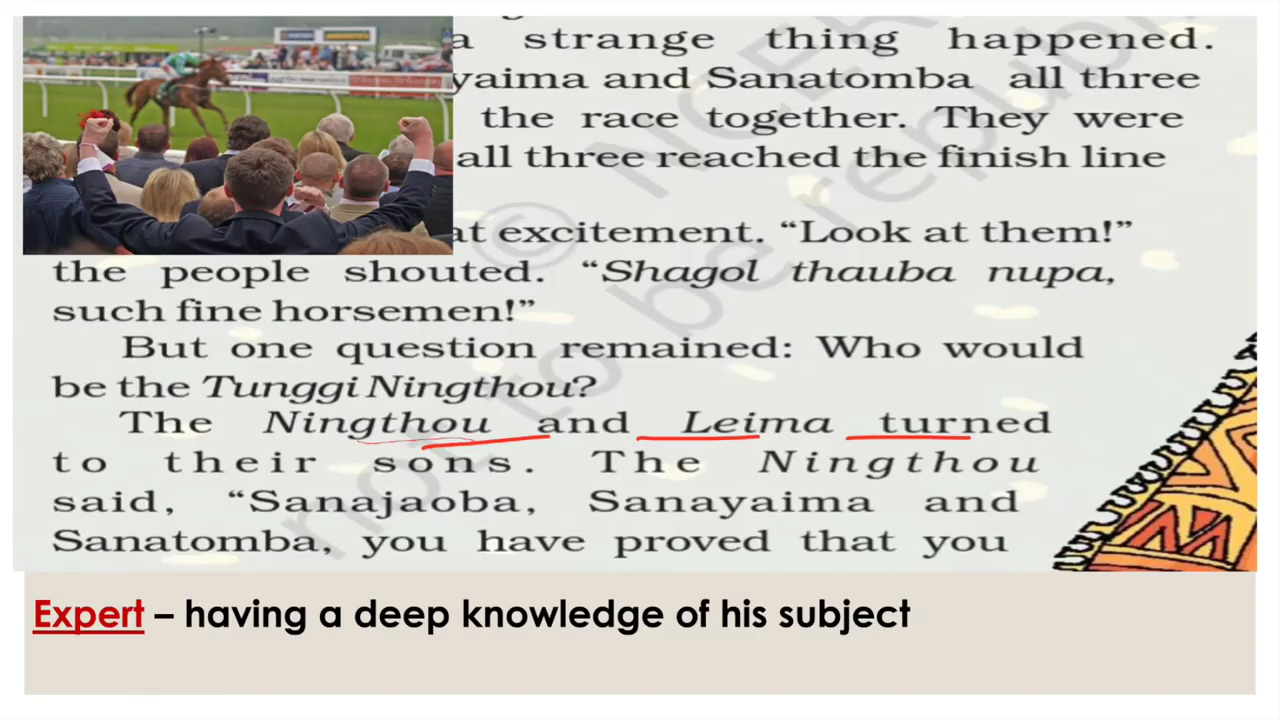 a strange thing happened.
yaima and Sanatomba all three
the race together. They were
all three reached the finish line
at excitement. “Look at them!”
the people shouted. “Shagol thauba nupa,
such fine horsemen!”
But one question remained: Who would
be the Tunggi Ningthou?
The Ningthou and Leima turned
to their sons. The Ningthou
said, “Sanajaoba, Sanayaima and
Sanatomba, you have proved that you
Expert – having a deep knowledge of his subject